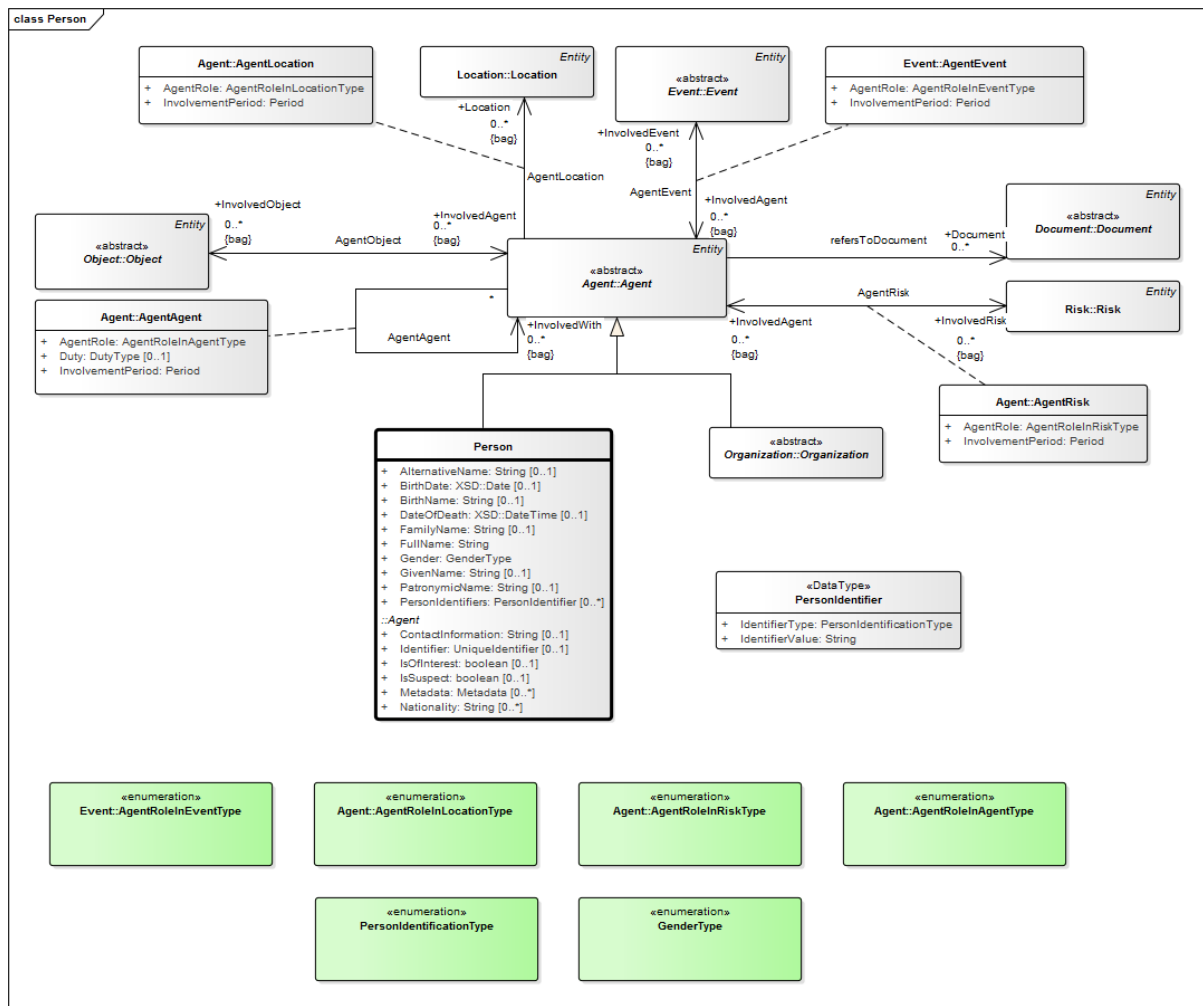 class Person
Agent::AgentLocation
+ AgentRole: AgentRoleInLocationType
+ InvolvementPeriod: Period
Entity
Location::Location
Entity
«abstract»
Event::Event
Event::AgentEvent
+ AgentRole: AgentRoleInEventType
+ InvolvementPeriod: Period
+Location
0..*
{bag}
AgentLocation
+InvolvedEvent
0..*
{bag}
AgentEvent
+InvolvedAgent
0..*
{bag}
Entity
«abstract»
Object::Object
+InvolvedObject
0..*
{bag}
AgentObject
+InvolvedAgent
0..*
{bag}
Entity
«abstract»
Agent::Agent
refersToDocument
+Document
0..*
Entity
«abstract»
Document::Document
Agent::AgentAgent
+ AgentRole: AgentRoleInAgentType
+ Duty: DutyType [0..1]
+ InvolvementPeriod: Period
*
AgentAgent
+InvolvedWith
0..*
{bag}
+InvolvedAgent
0..*
{bag}
AgentRisk
+InvolvedRisk
0..*
{bag}
Entity
Risk::Risk
Agent::AgentRisk
+ AgentRole: AgentRoleInRiskType
+ InvolvementPeriod: Period
Person
+ AlternativeName: String [0..1]
+ BirthDate: XSD::Date [0..1]
+ BirthName: String [0..1]
+ DateOfDeath: XSD::DateTime [0..1]
+ FamilyName: String [0..1]
+ FullName: String
+ Gender: GenderType
+ GivenName: String [0..1]
+ PatronymicName: String [0..1]
+ PersonIdentifiers: PersonIdentifier [0..*]
::Agent
+ ContactInformation: String [0..1]
+ Identifier: UniqueIdentifier [0..1]
+ IsOfInterest: boolean [0..1]
+ IsSuspect: boolean [0..1]
+ Metadata: Metadata [0..*]
+ Nationality: String [0..*]
«abstract»
Organization::Organization
«DataType»
PersonIdentifier
+ IdentifierType: PersonIdentificationType
+ IdentifierValue: String
«enumeration»
Event::AgentRoleInEventType
«enumeration»
Agent::AgentRoleInLocationType
«enumeration»
Agent::AgentRoleInRiskType
«enumeration»
Agent::AgentRoleInAgentType
«enumeration»
PersonIdentificationType
«enumeration»
GenderType